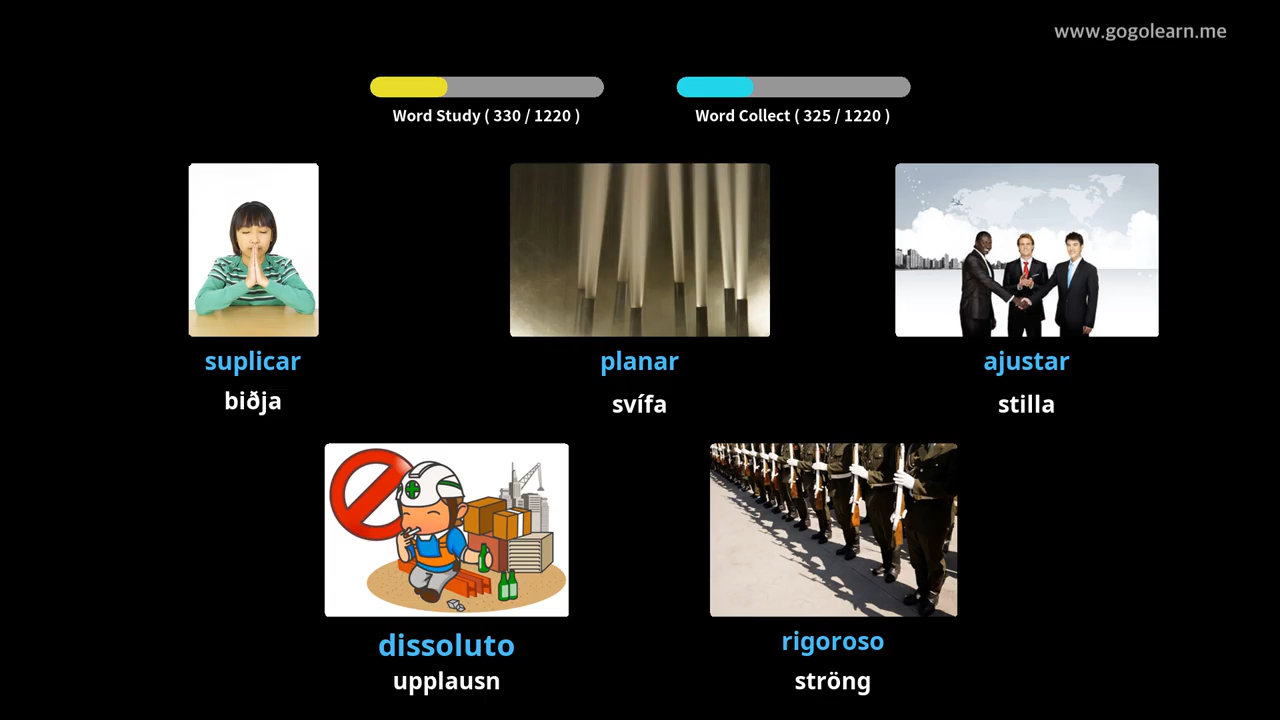 www.gogolearn.me
Word Study ( 330 / 1220 )
Word Collect ( 325 / 1220 )
suplicar
biðja
planar
svífa
ajustar
stilla
dissoluto
upplausn
rigoroso
ströng